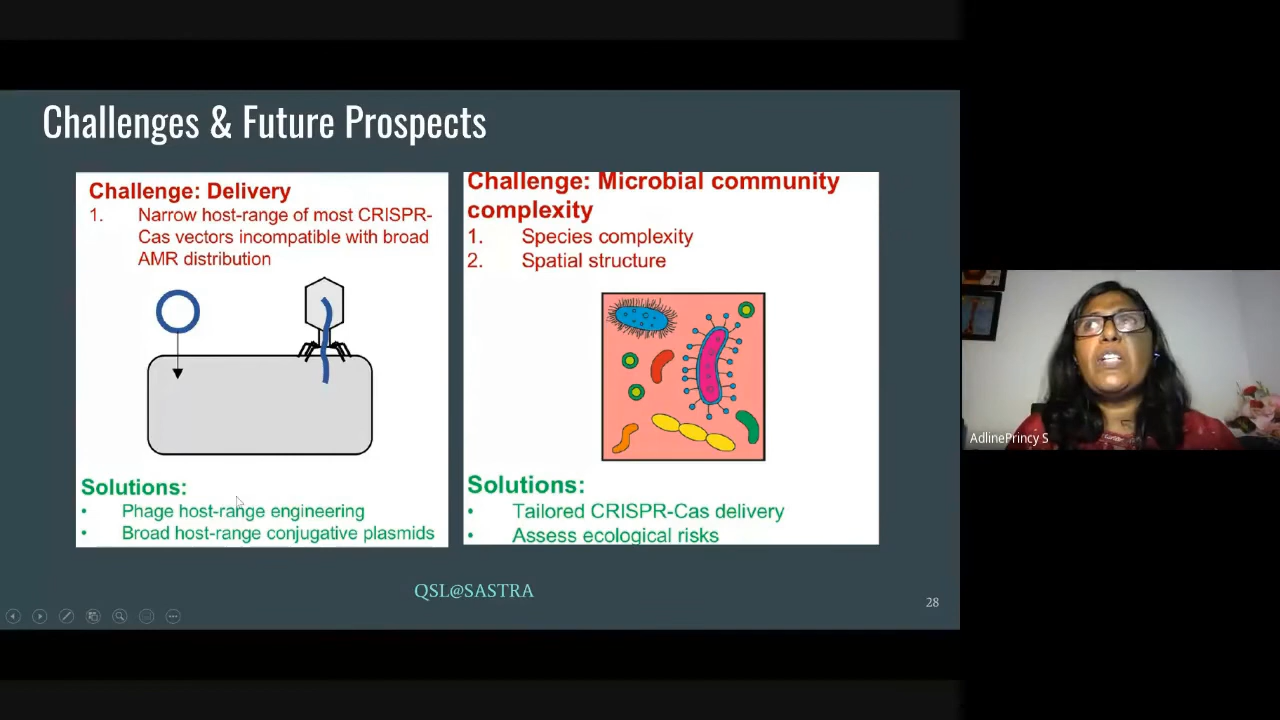 Challenges & Future Prospects
Challenge: Delivery
1. Narrow host-range of most CRISPR-
Cas vectors incompatible with broad
AMR distribution
Solutions:
• Phage host-range engineering
• Broad host-range conjugative plasmids
Challenge: Microbial community
complexity
1. Species complexity
2. Spatial structure
Solutions:
• Tailored CRISPR-Cas delivery
• Assess ecological risks
QSL@SASTRA
28
AdlinePrincy S